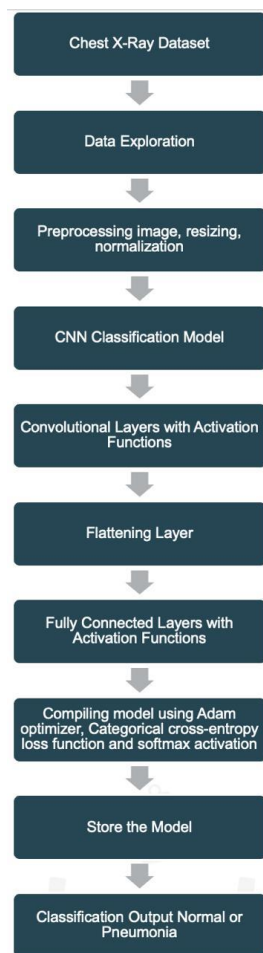 Chest X-Ray Dataset
Data Exploration
Preprocessing image, resizing,
normalization
CNN Classification Model
Convolutional Layers with Activation
Functions
Flattening Layer
Fully Connected Layers with
Activation Functions
Compiling model using Adam
optimizer, Categorical cross-entropy
loss function and softmax activation
Store the Model
Classification Output Normal or
Pneumonia